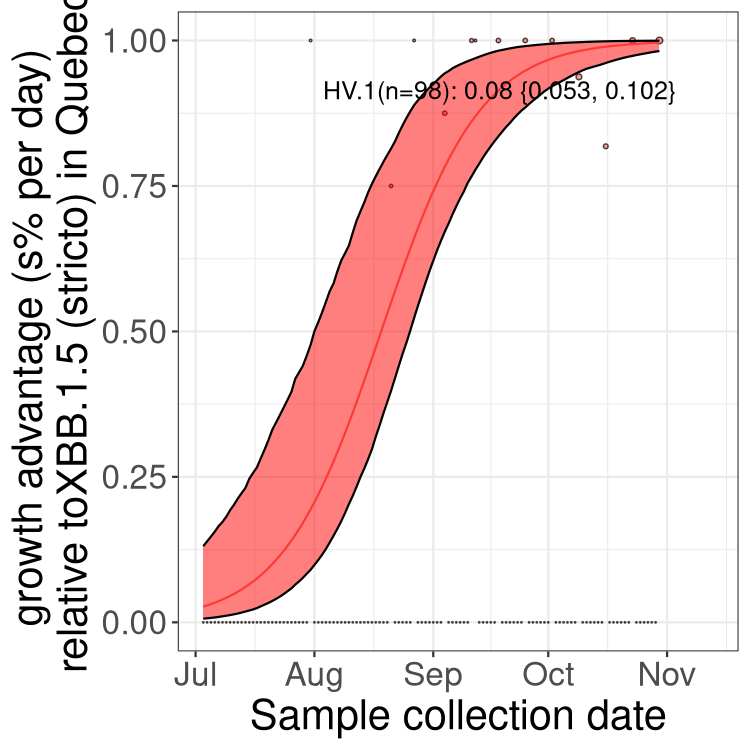 growth advantage (s% per day)
relative toXBB.1.5 (stricto) in Quebec
1.00
0.75
0.50
0.25
0.00
HV.1(n=98): 0.08 {0.053, 0.102}
Jul Aug Sep Oct Nov
Sample collection date